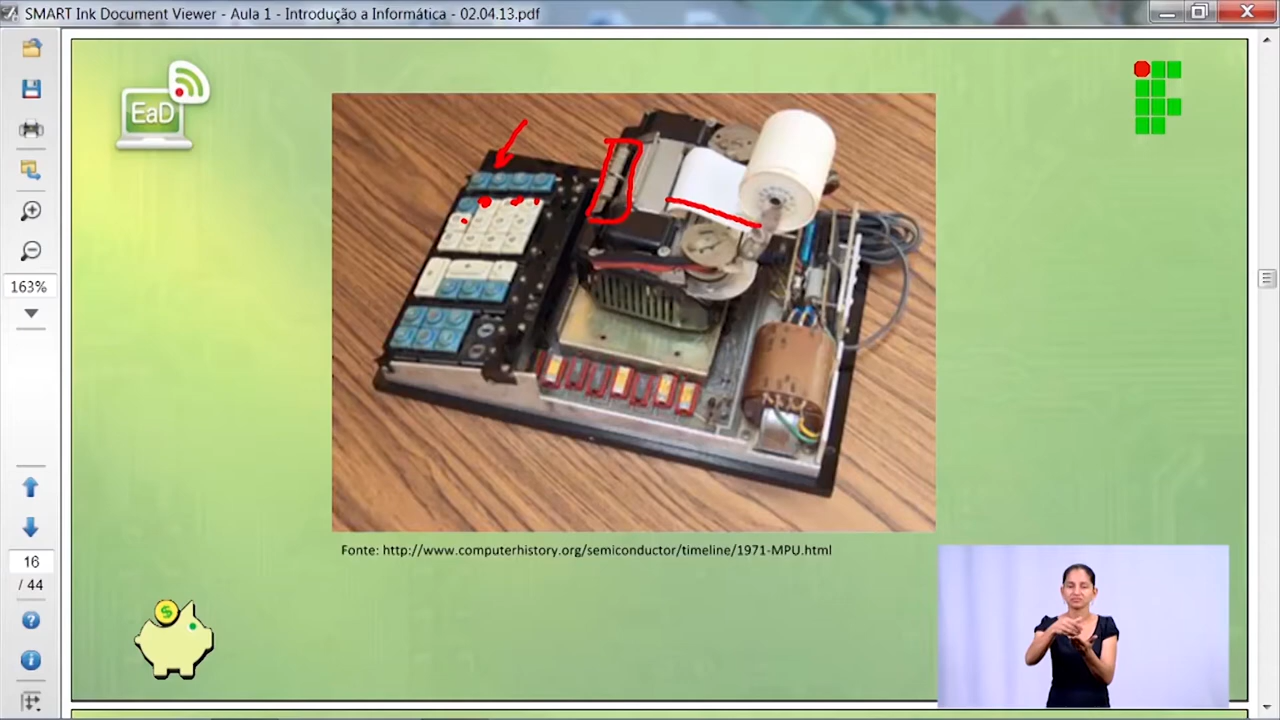 SMART Ink Document Viewer - Aula 1 - Introdução a Informática - 02.04.13.pdf
EaD
163%
Fonte: http://www.computerhistory.org/semiconductor/timeline/1971-MPU.html
16
/ 44
$